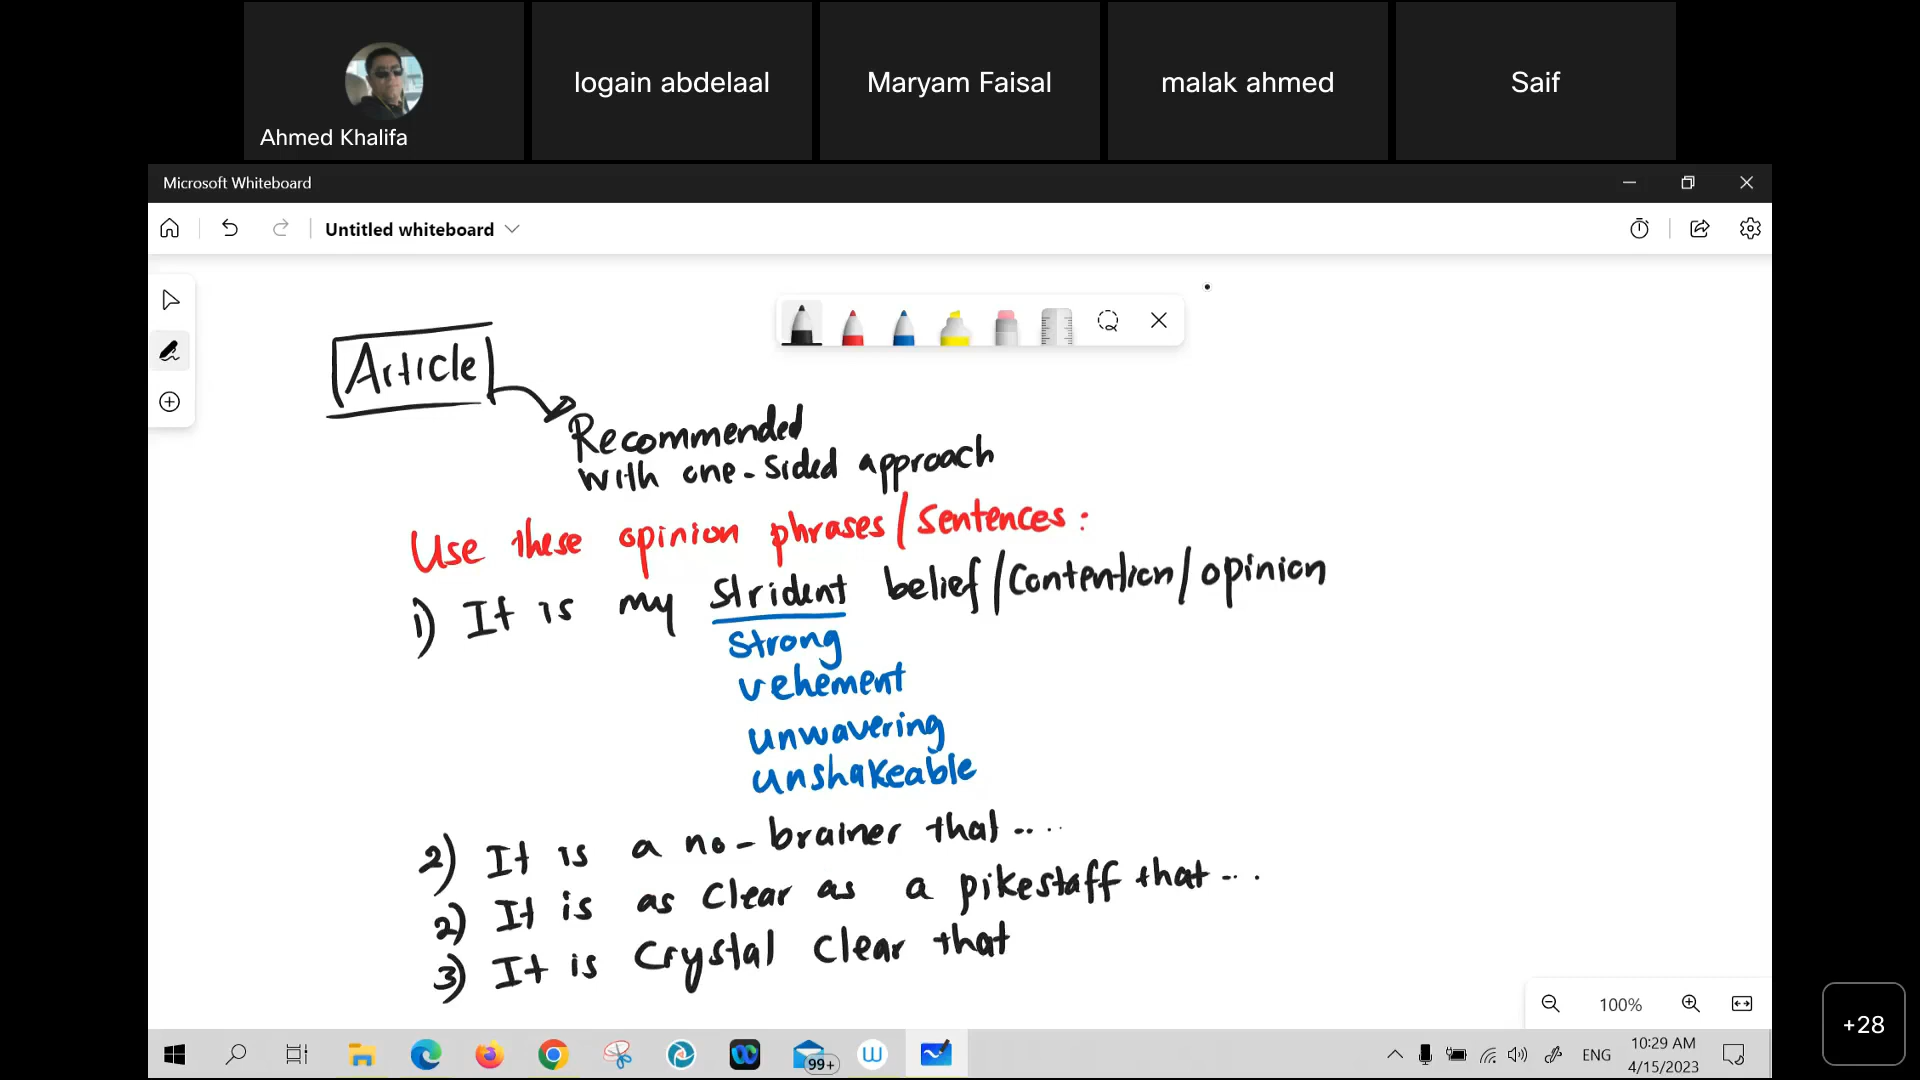 logain abdelaal
Maryam Faisal
malak ahmed
Saif
Ahmed Khalifa
Microsoft Whiteboard
Untitled whiteboard
Article
Recommended
with one-sided approach
Use these opinion phrases/sentences:
1) It is my strident belief/contention/opinion
strong
vehement
unwavering
unshakeable
2) It is a no-brainer that ....
2) It is as clear as a pikestaff that ...
3) It is crystal clear that
100%
+28
99+
ENG
10:29 AM
4/15/2023